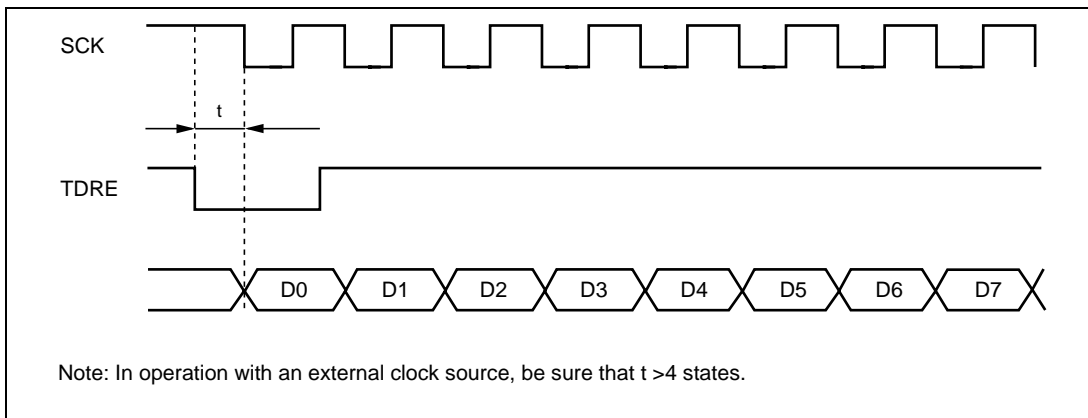 SCK
t
TDRE
D0 D1 D2 D3 D4 D5 D6 D7
Note: In operation with an external clock source, be sure that t >4 states.